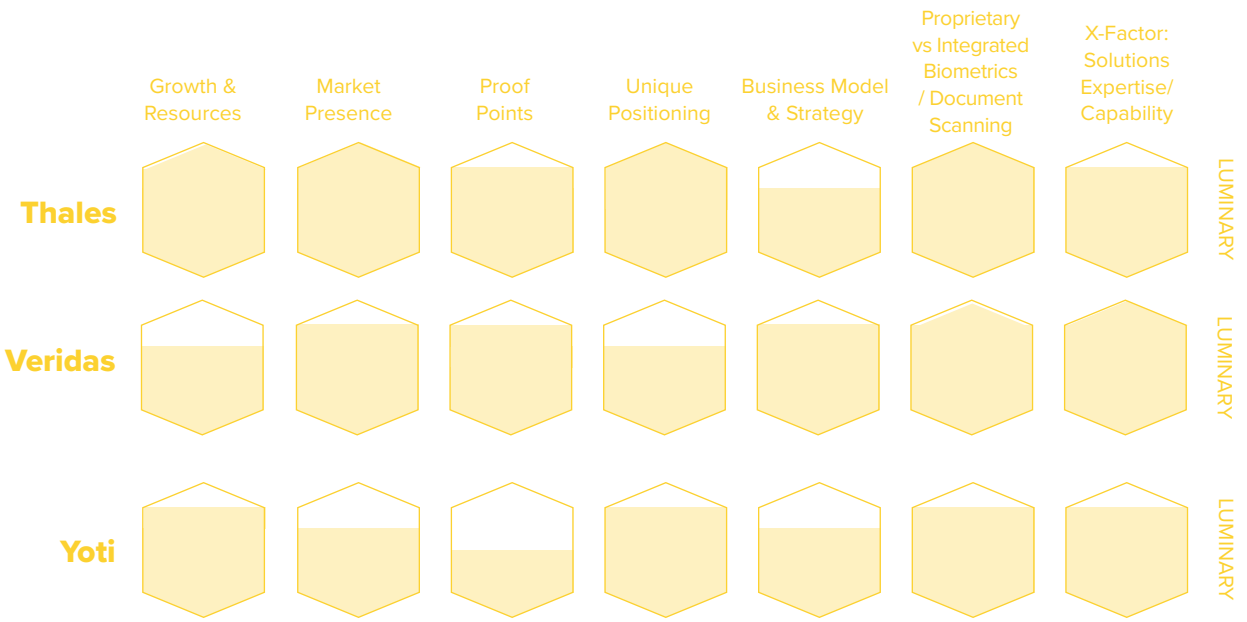 Growth &
Resources
Market
Presence
Proof
Points
Unique
Positioning
Business Model
& Strategy
Proprietary
vs Integrated
Biometrics
/ Document
Scanning
X-Factor:
Solutions
Expertise/
Capability
Thales
LUMINARY
Veridas
LUMINARY
Yoti
LUMINARY